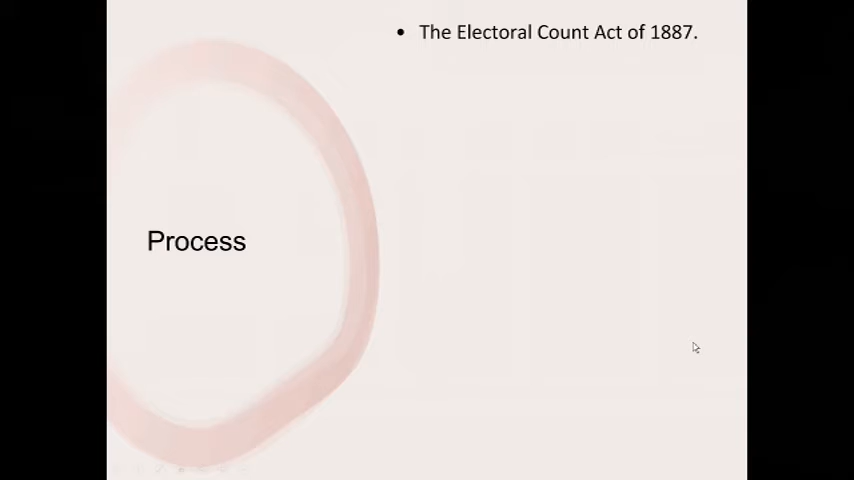 • The Electoral Count Act of 1887.
Process